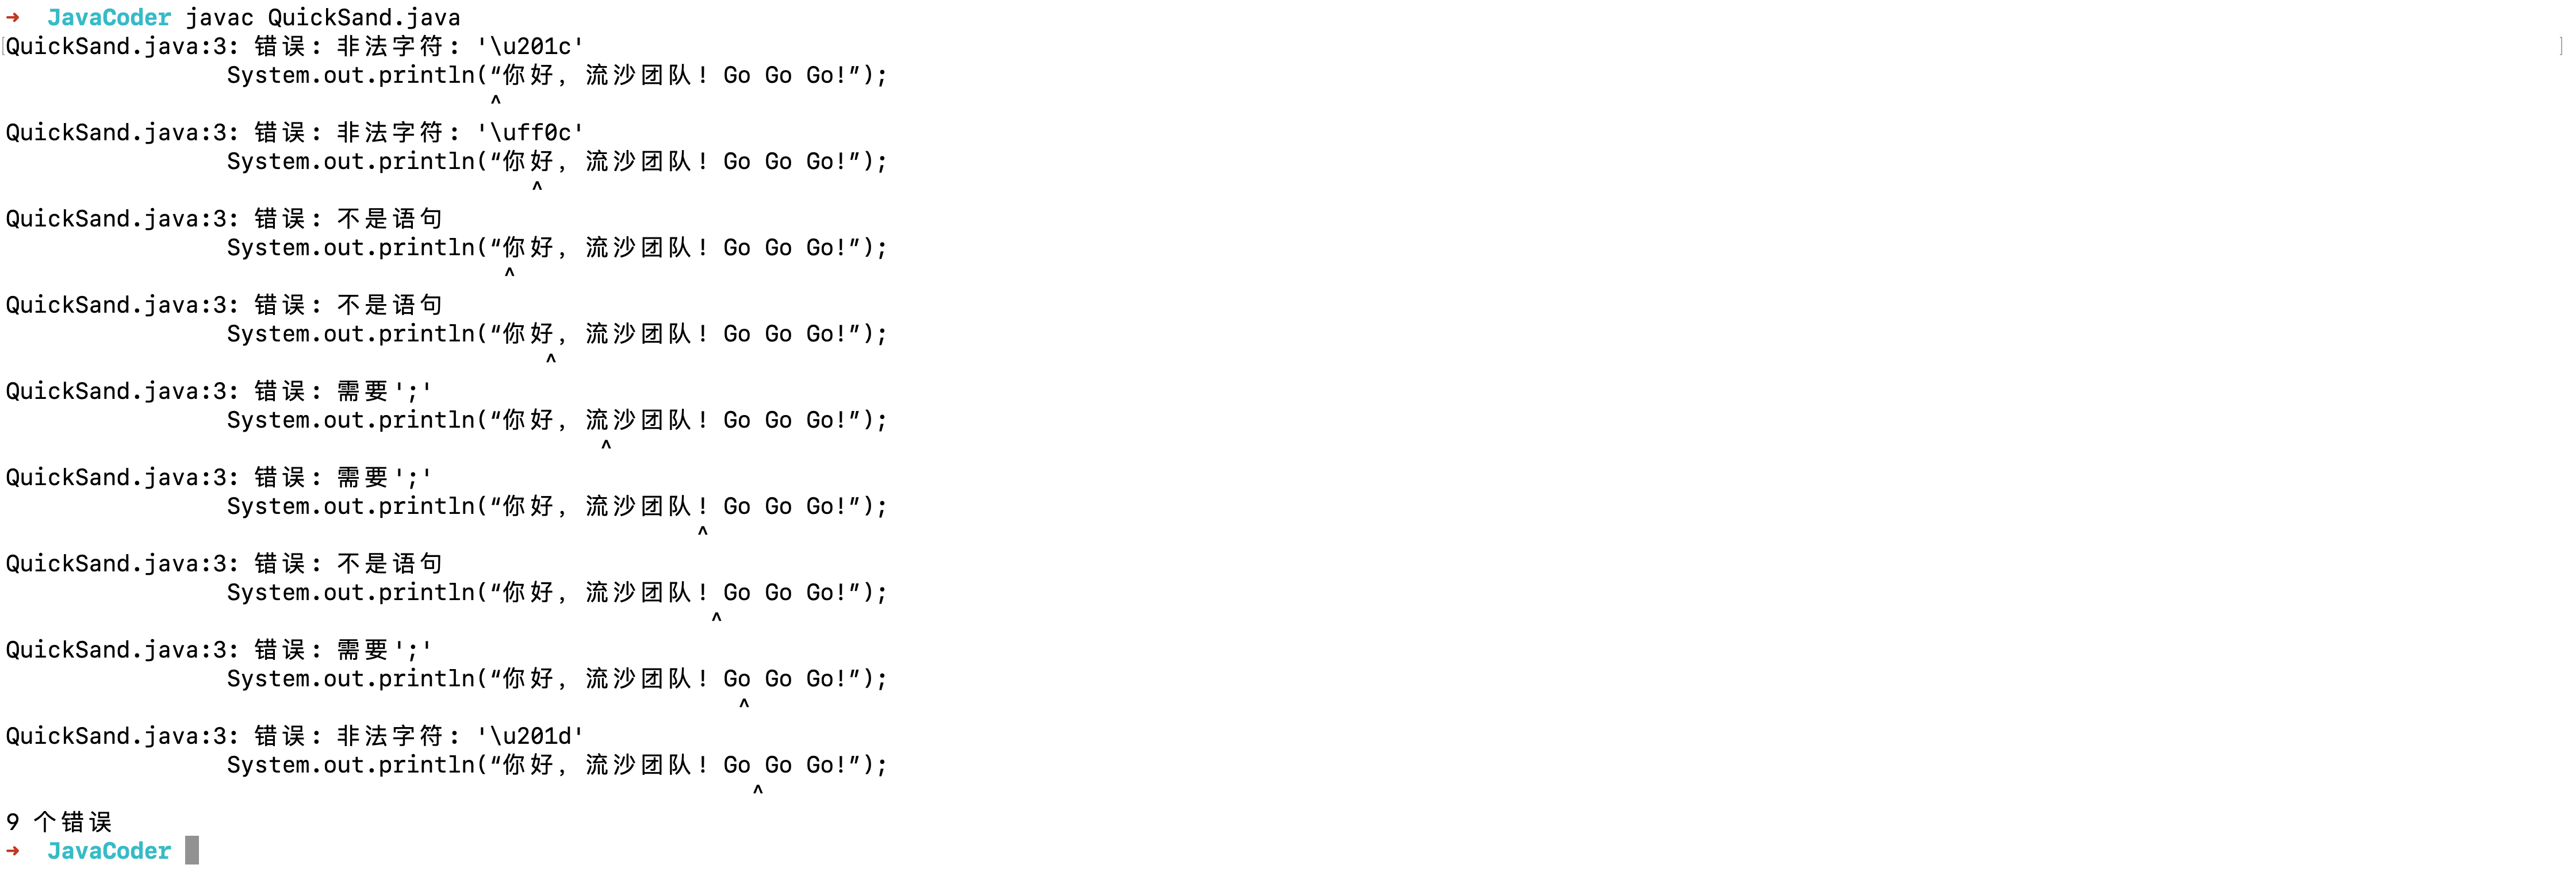 ➜  JavaCoder javac QuickSand.java
QuickSand.java:3: 错误: 非法字符: '\u201c'
                System.out.println(“你好，流沙团队! Go Go Go!”);
                                   ^
QuickSand.java:3: 错误: 非法字符: '\uff0c'
                System.out.println(“你好，流沙团队! Go Go Go!”);
                                      ^
QuickSand.java:3: 错误: 不是语句
                System.out.println(“你好，流沙团队! Go Go Go!”);
                                    ^
QuickSand.java:3: 错误: 不是语句
                System.out.println(“你好，流沙团队! Go Go Go!”);
                                       ^
QuickSand.java:3: 错误: 需要';'
                System.out.println(“你好，流沙团队! Go Go Go!”);
                                           ^
QuickSand.java:3: 错误: 需要';'
                System.out.println(“你好，流沙团队! Go Go Go!”);
                                                  ^
QuickSand.java:3: 错误: 不是语句
                System.out.println(“你好，流沙团队! Go Go Go!”);
                                                   ^
QuickSand.java:3: 错误: 需要';'
                System.out.println(“你好，流沙团队! Go Go Go!”);
                                                     ^
QuickSand.java:3: 错误: 非法字符: '\u201d'
                System.out.println(“你好，流沙团队! Go Go Go!”);
                                                      ^
9 个错误
➜  JavaCoder